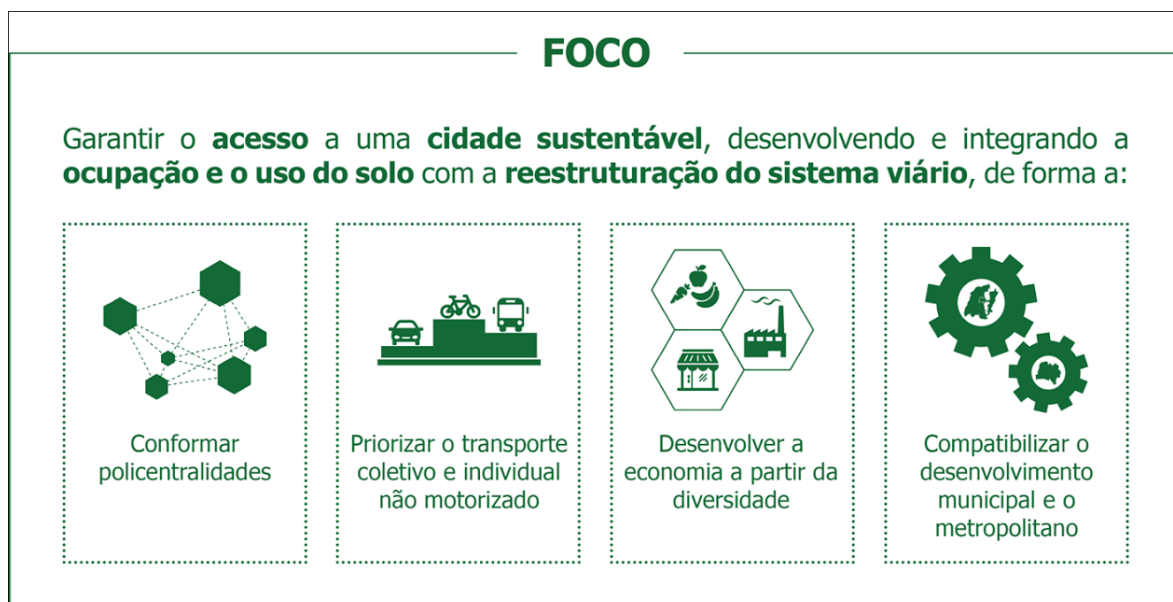 FOCO
Garantir o acesso a uma cidade sustentável, desenvolvendo e integrando a
ocupação e o uso do solo com a reestruturação do sistema viário, de forma a:
Conformar
policentralidades
Priorizar o transporte
coletivo e individual
não motorizado
Desenvolver a
economia a partir da
diversidade
Compatibilizar o
desenvolvimento
municipal e o
metropolitano